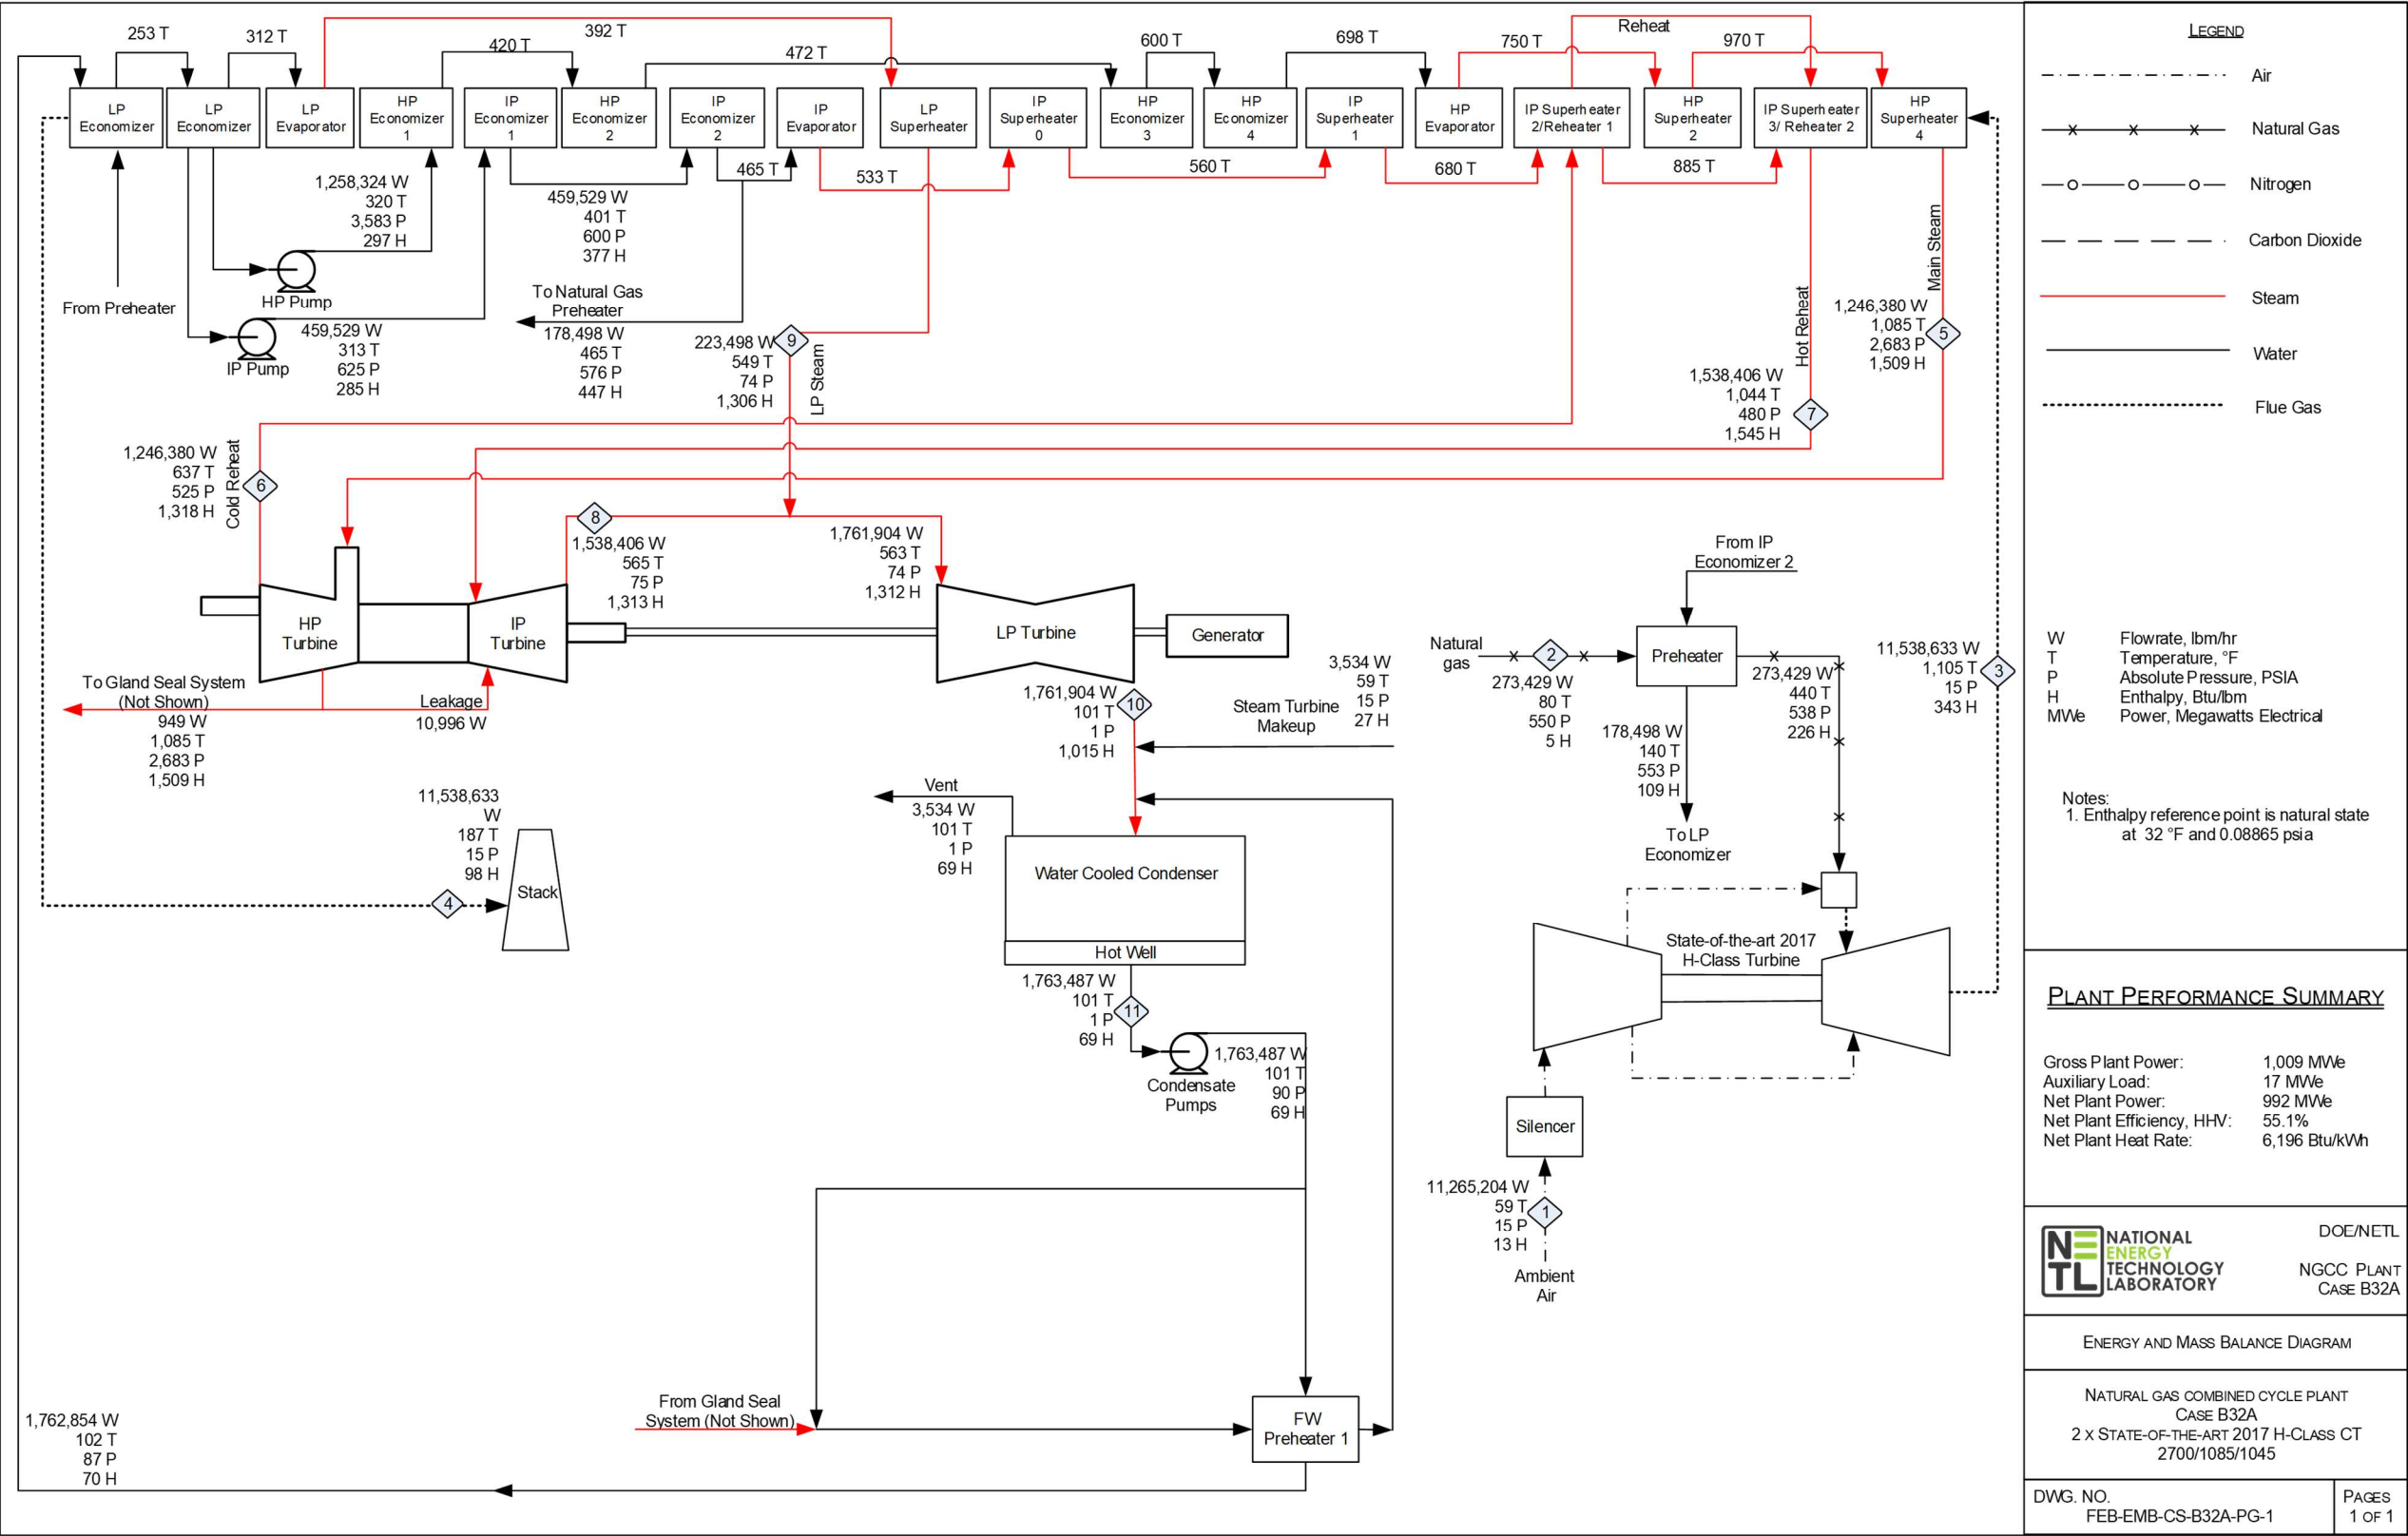 253 T
312 T
392 T
420 T
472 T
600 T
698 T
750 T
Reheat
970 T
LP
Economizer
LP
Economizer
LP
Evaporator
HP
Economizer
1
IP
Economizer
1
HP
Economizer
2
IP
Economizer
2
IP
Evaporator
LP
Superheater
IP
Superheater
0
HP
Economizer
3
HP
Economizer
4
IP
Superheater
1
HP
Evaporator
IP Superheater
2/Reheater 1
HP
Superheater
2
IP Superheater
3/ Reheater 2
HP
Superheater
4
465 T
533 T
560 T
680 T
885 T
1,258,324 W
320 T
3,583 P
297 H
459,529 W
401 T
600 P
377 H
From Preheater
HP Pump
IP Pump
459,529 W
313 T
625 P
285 H
To Natural Gas
Preheater
178,498 W
465 T
576 P
447 H
223,498 W
549 T
74 P
1,306 H
9
LP Steam
Hot Reheat
1,538,406 W
1,044 T
480 P
1,545 H
7
Main Steam
1,246,380 W
1,085 T
2,683 P
1,509 H
5
1,246,380 W
637 T
525 P
1,318 H
Cold Reheat
6
8
1,538,406 W
565 T
75 P
1,313 H
1,761,904 W
563 T
74 P
1,312 H
HP
Turbine
IP
Turbine
LP Turbine
Generator
To Gland Seal System
(Not Shown)
949 W
1,085 T
2,683 P
1,509 H
Leakage
10,996 W
1,761,904 W
101 T
1 P
1,015 H
10
Steam Turbine
Makeup
3,534 W
59 T
15 P
27 H
From IP
Economizer 2
Natural
gas
2
Preheater
273,429 W
80 T
550 P
5 H
273,429 W
440 T
538 P
226 H
178,498 W
140 T
553 P
109 H
To LP
Economizer
11,538,633 W
1,105 T
15 P
343 H
3
11,538,633
W
187 T
15 P
98 H
4
Stack
Vent
3,534 W
101 T
1 P
69 H
Water Cooled Condenser
Hot Well
1,763,487 W
101 T
1 P
69 H
11
Condensate
Pumps
1,763,487 W
101 T
90 P
69 H
State-of-the-art 2017
H-Class Turbine
Silencer
11,265,204 W
59 T
15 P
13 H
1
Ambient
Air
From Gland Seal
System (Not Shown)
FW
Preheater 1
1,762,854 W
102 T
87 P
70 H
LEGEND
Air
Natural Gas
Nitrogen
Carbon Dioxide
Steam
Water
Flue Gas
W Flowrate, lbm/hr
T Temperature, °F
P Absolute Pressure, PSIA
H Enthalpy, Btu/lbm
MWe Power, Megawatts Electrical
Notes:
1. Enthalpy reference point is natural state
at 32 °F and 0.08865 psia
PLANT PERFORMANCE SUMMARY
Gross Plant Power: 1,009 MWe
Auxiliary Load: 17 MWe
Net Plant Power: 992 MWe
Net Plant Efficiency, HHV: 55.1%
Net Plant Heat Rate: 6,196 Btu/kWh
NETL
NATIONAL
ENERGY
TECHNOLOGY
LABORATORY
DOE/NETL
NGCC PLANT
CASE B32A
ENERGY AND MASS BALANCE DIAGRAM
NATURAL GAS COMBINED CYCLE PLANT
CASE B32A
2 X STATE-OF-THE-ART 2017 H-CLASS CT
2700/1085/1045
DWG. NO.
FEB-EMB-CS-B32A-PG-1
PAGES
1 OF 1